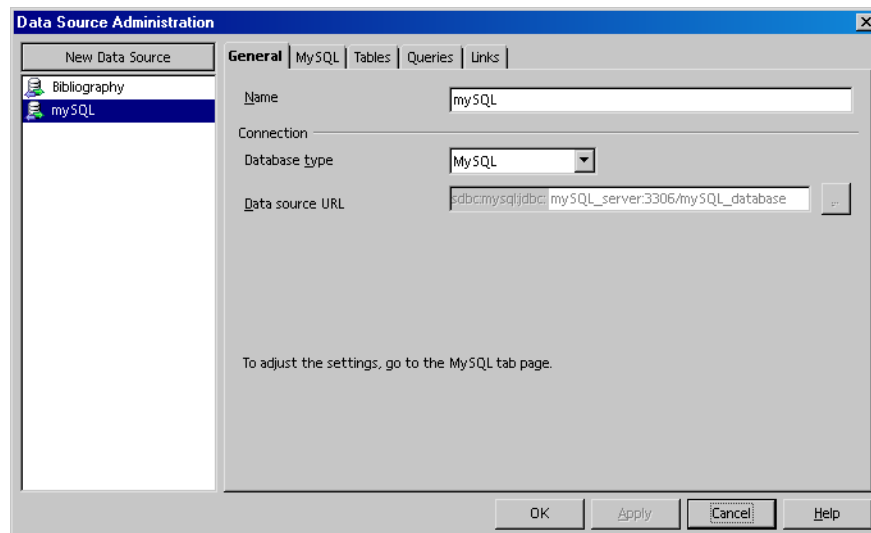 Data Source Administration
New Data Source
Bibliography
mySQL
General MySQL Tables Queries Links
Name mySQL
Connection
Database type MySQL
Data source URL sdbc:mysql:jdbc: mySQL_server:3306/mySQL_database ...
To adjust the settings, go to the MySQL tab page.
OK Apply Cancel Help